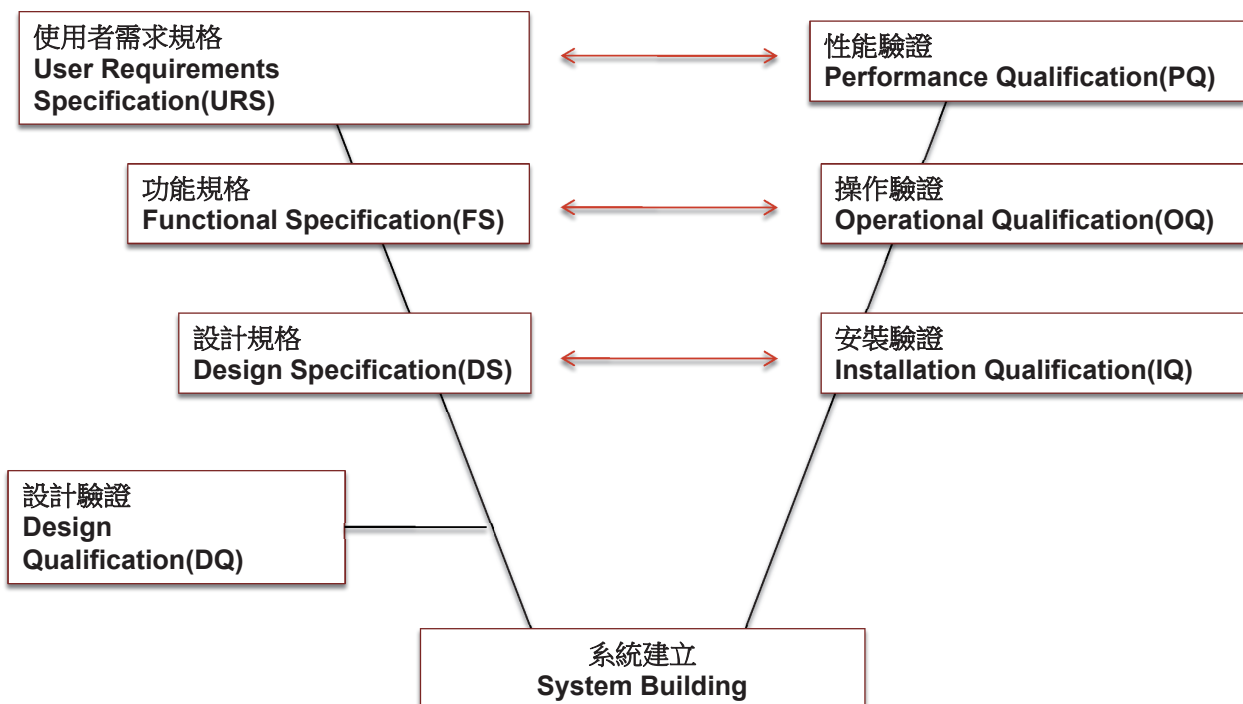 使用者需求規格
User Requirements
Specification(URS)
性能驗證
Performance Qualification(PQ)
功能規格
Functional Specification(FS)
操作驗證
Operational Qualification(OQ)
設計規格
Design Specification(DS)
安裝驗證
Installation Qualification(IQ)
設計驗證
Design
Qualification(DQ)
系統建立
System Building